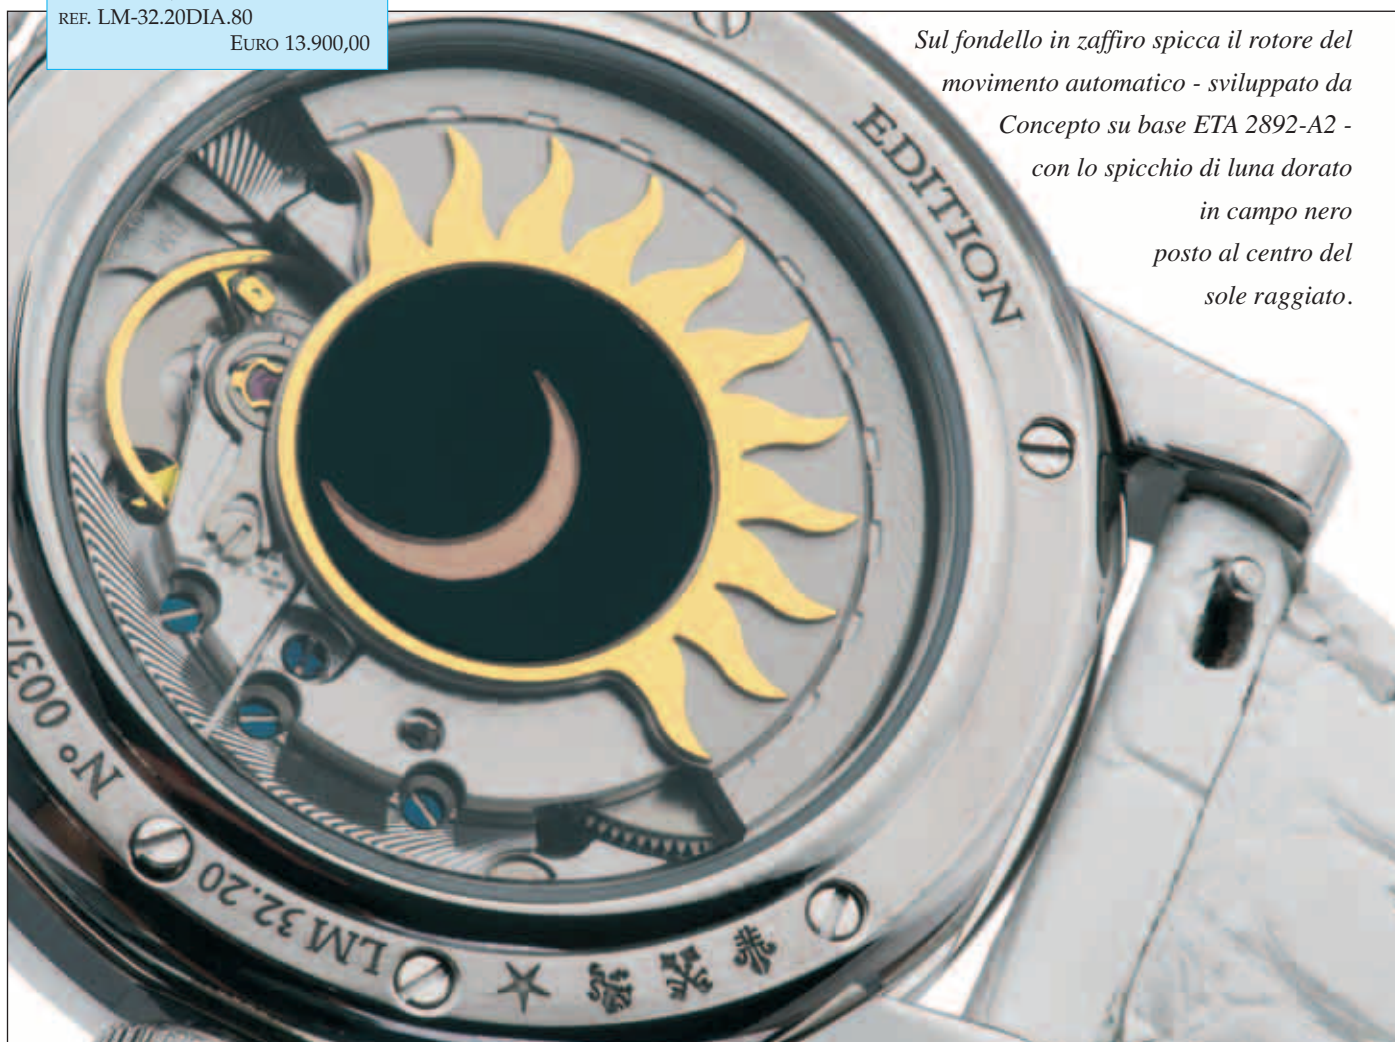 REF. LM-32.20DIA.80
EURO 13.900,00
Sul fondello in zaffiro spicca il rotore del
movimento automatico - sviluppato da
Concepto su base ETA 2892-A2 -
con lo spicchio di luna dorato
in campo nero
posto al centro del
sole raggiato.
EDITION
N° 003/
LM 32.20